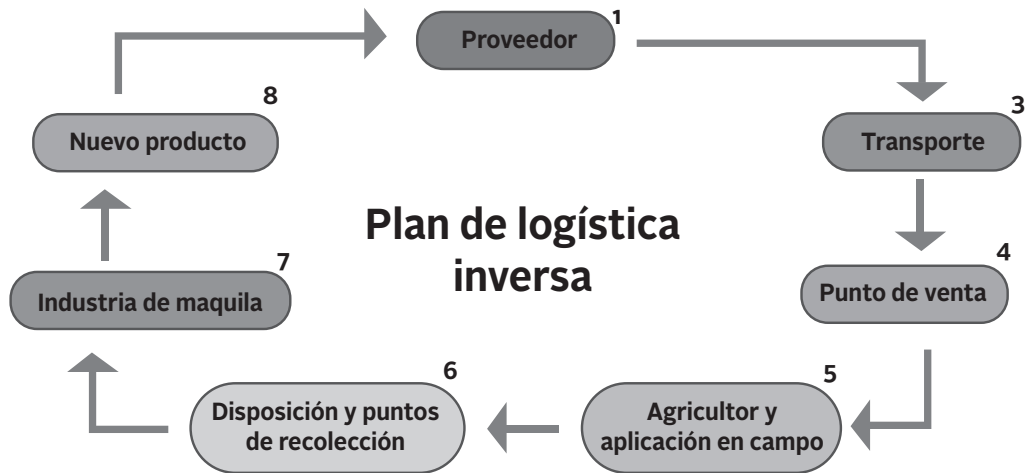 1
Proveedor
3
Transporte
4
Punto de venta
5
Agricultor y
aplicación en campo
6
Disposición y puntos
de recolección
7
Industria de maquila
8
Nuevo producto
Plan de logística
inversa